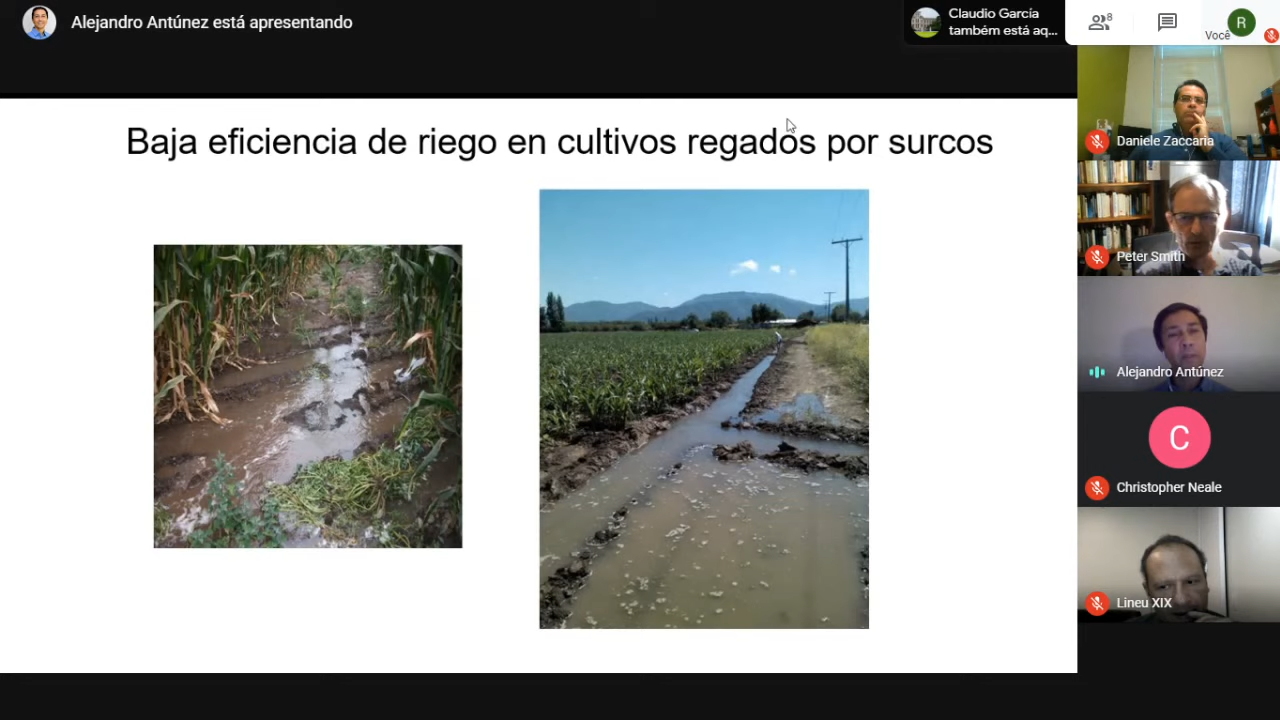 Alejandro Antúnez está apresentando
Claudio García
também está aq...
8
Você
R
Baja eficiencia de riego en cultivos regados por surcos
Daniele Zaccaria
Peter Smith
Alejandro Antúnez
C
Christopher Neale
Lineu XIX